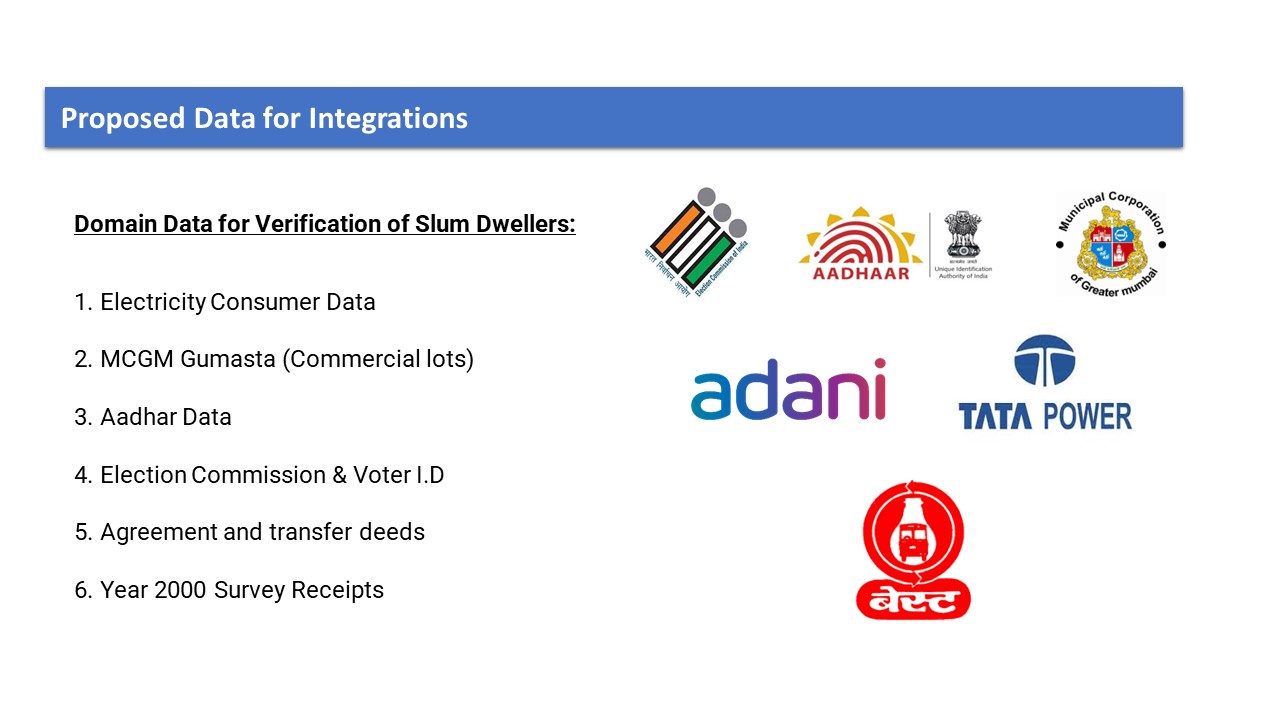 Proposed Data for Integrations
Domain Data for Verification of Slum Dwellers:
1. Electricity Consumer Data
2. MCGM Gumasta (Commercial lots)
3. Aadhar Data
4. Election Commission & Voter I.D
5. Agreement and transfer deeds
6. Year 2000 Survey Receipts
भारत निर्वाचन आयोग
Election Commission of India
AADHAAR
सत्यमेव जयते
Unique Identification
Authority of India
Municipal Corporation
of Greater mumbai
adani
TATA POWER
बेस्ट